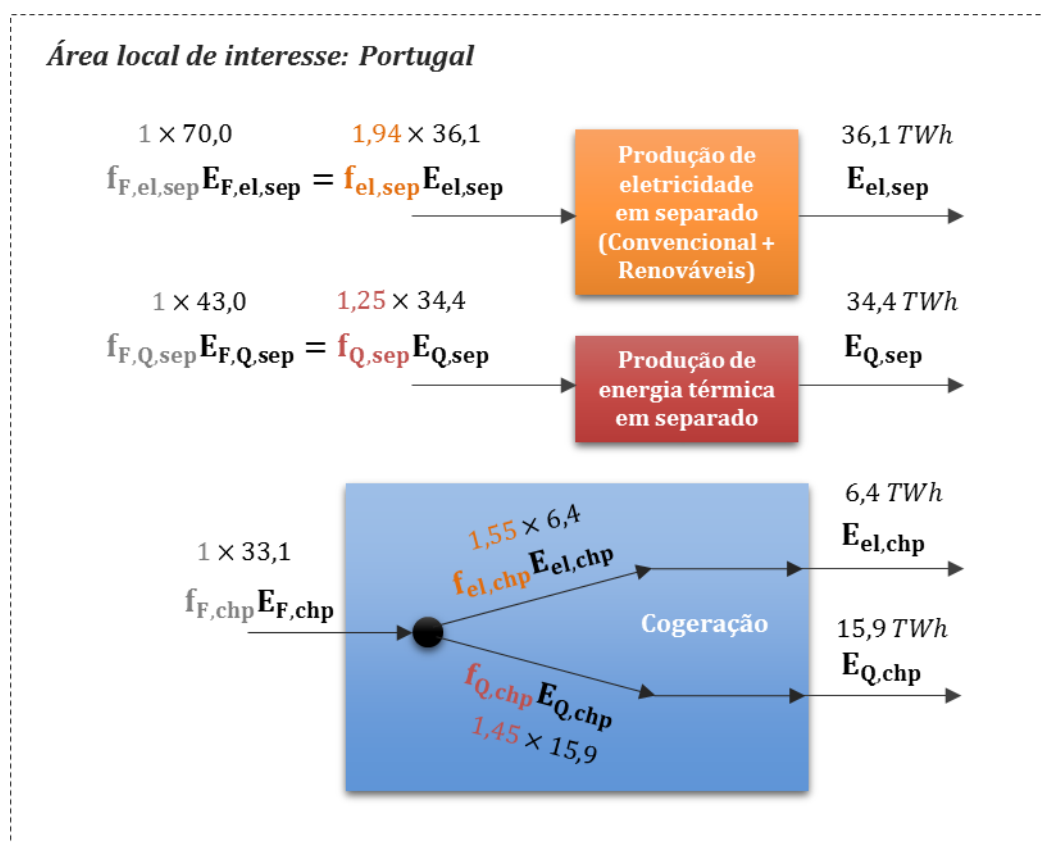 Área local de interesse: Portugal
1 × 70,0 1,94 × 36,1
f_F,el,sep E_F,el,sep = f_el,sep E_el,sep
Produção de
eletricidade
em separado
(Convencional +
Renováveis)
36,1 TWh
E_el,sep
1 × 43,0 1,25 × 34,4
f_F,Q,sep E_F,Q,sep = f_Q,sep E_Q,sep
Produção de
energia térmica
em separado
34,4 TWh
E_Q,sep
1 × 33,1
f_F,chp E_F,chp
1,55 × 6,4
f_el,chp E_el,chp
Cogeração
f_Q,chp E_Q,chp
1,45 × 15,9
6,4 TWh
E_el,chp
15,9 TWh
E_Q,chp